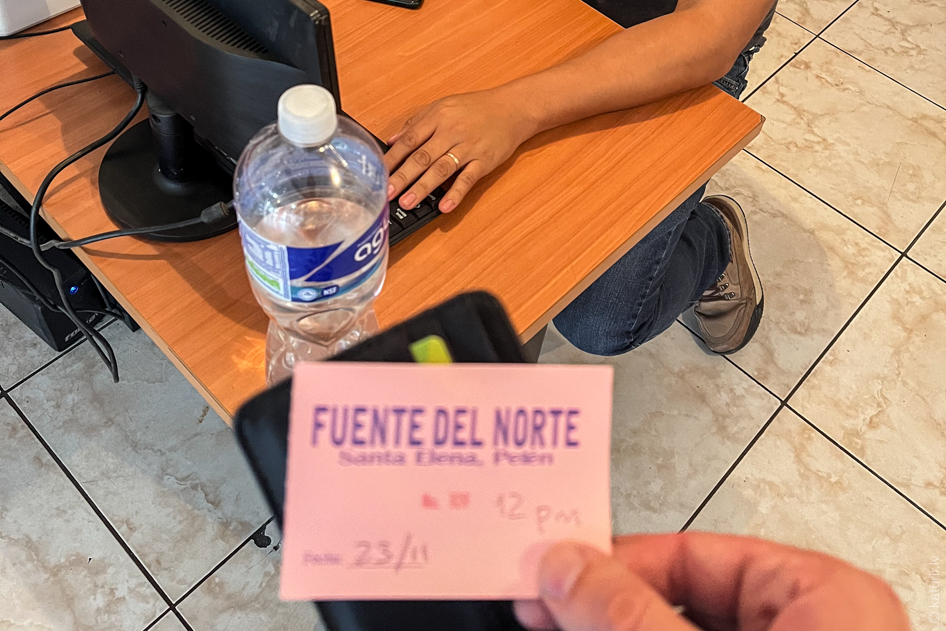 FUENTE DEL NORTE
Santa Elena, Petén
12 pm
23/11